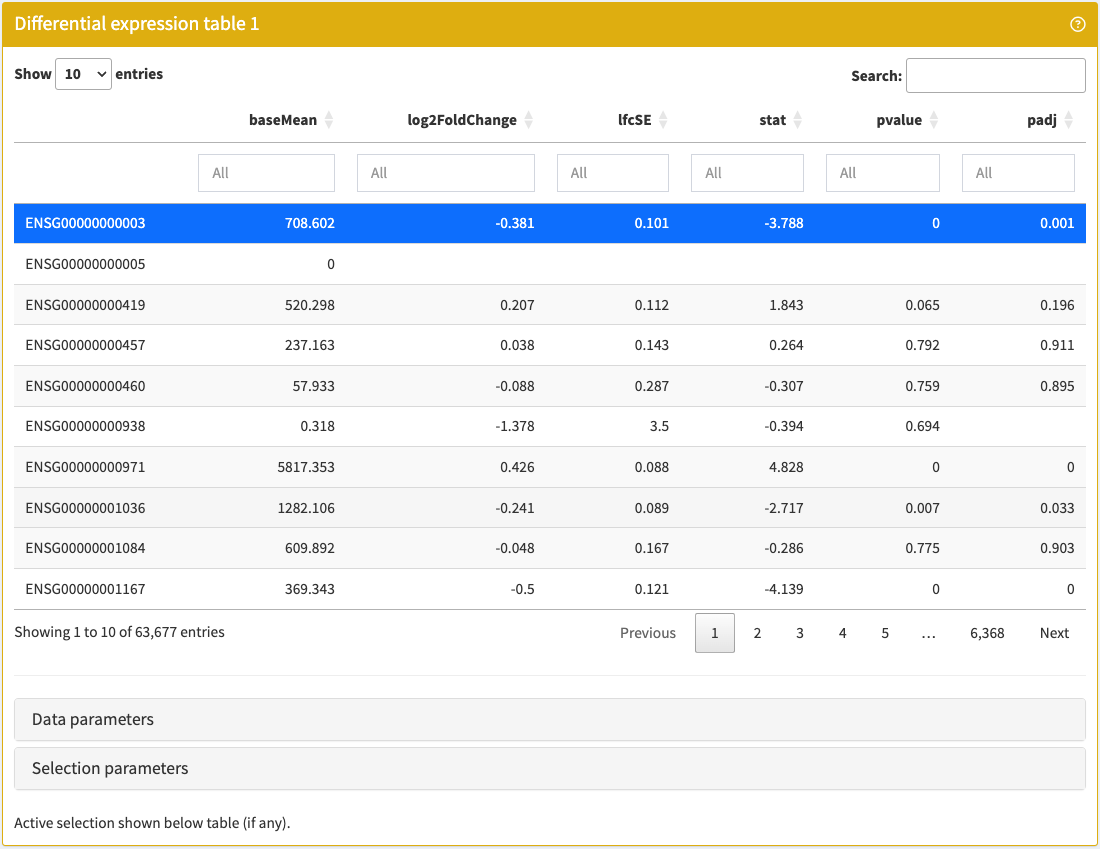 Differential expression table 1
Show 10 entries Search:
baseMean log2FoldChange lfcSE stat pvalue padj
All All All All All All
ENSG00000000003 708.602 -0.381 0.101 -3.788 0 0.001
ENSG00000000005 0
ENSG00000000419 520.298 0.207 0.112 1.843 0.065 0.196
ENSG00000000457 237.163 0.038 0.143 0.264 0.792 0.911
ENSG00000000460 57.933 -0.088 0.287 -0.307 0.759 0.895
ENSG00000000938 0.318 -1.378 3.5 -0.394 0.694
ENSG00000000971 5817.353 0.426 0.088 4.828 0 0
ENSG00000001036 1282.106 -0.241 0.089 -2.717 0.007 0.033
ENSG00000001084 609.892 -0.048 0.167 -0.286 0.775 0.903
ENSG00000001167 369.343 -0.5 0.121 -4.139 0 0
Showing 1 to 10 of 63,677 entries Previous 1 2 3 4 5 … 6,368 Next
Data parameters
Selection parameters
Active selection shown below table (if any).